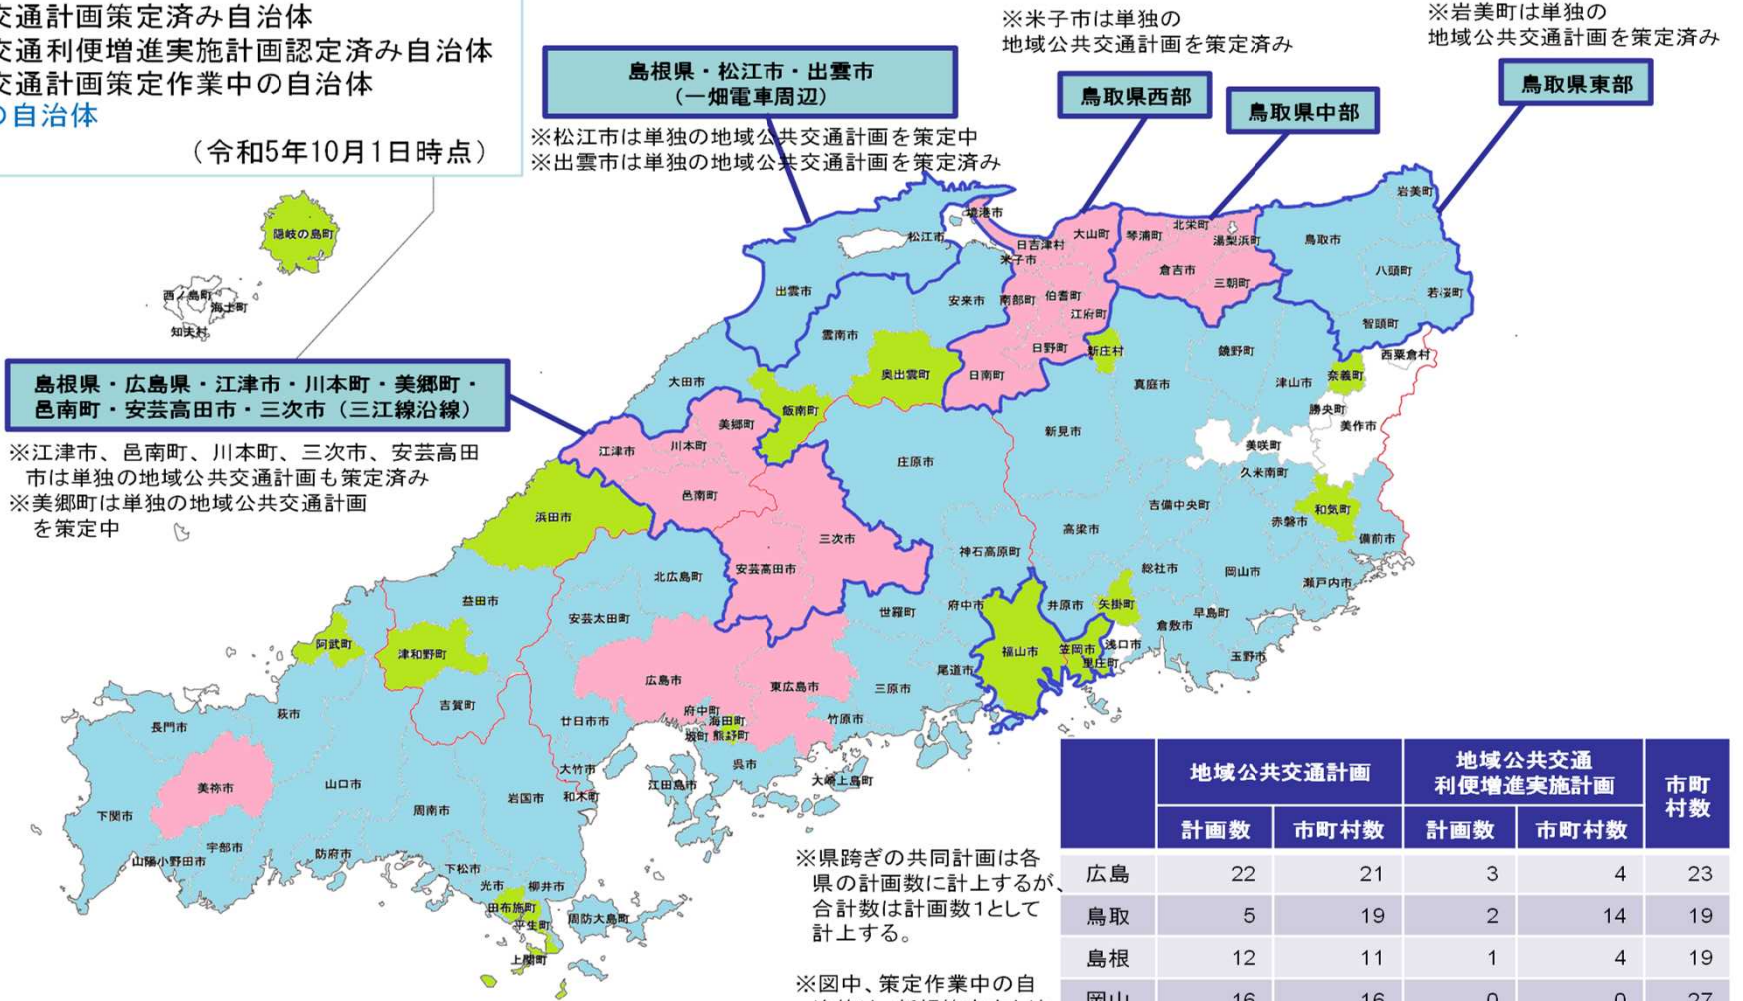 交通計画策定済み自治体
交通利便増進実施計画認定済み自治体
交通計画策定作業中の自治体
の自治体
（令和5年10月1日時点）
島根県・松江市・出雲市
（一畑電車周辺）
※松江市は単独の地域公共交通計画を策定中
※出雲市は単独の地域公共交通計画を策定済み
※米子市は単独の
地域公共交通計画を策定済み
鳥取県西部
鳥取県中部
※岩美町は単独の
地域公共交通計画を策定済み
鳥取県東部
隠岐の島町
西ノ島町
海士町
知夫村
島根県・広島県・江津市・川本町・美郷町・
邑南町・安芸高田市・三次市（三江線沿線）
※江津市、邑南町、川本町、三次市、安芸高田
市は単独の地域公共交通計画も策定済み
※美郷町は単独の地域公共交通計画
を策定中
岩美町
境港市
松江市
日吉津村
大山町
米子市
琴浦町
北栄町
湯梨浜町
鳥取市
倉吉市
三朝町
八頭町
若桜町
智頭町
出雲市
安来市
南部町
伯耆町
江府町
雲南市
日野町
新庄村
鏡野町
西粟倉村
奥出雲町
日南町
真庭市
津山市
奈義町
大田市
飯南町
勝央町
美作市
美郷町
新見市
美咲町
江津市
川本町
庄原市
久米南町
邑南町
吉備中央町
和気町
浜田市
高梁市
赤磐市
三次市
神石高原町
備前市
安芸高田市
総社市
岡山市
瀬戸内市
北広島町
益田市
府中市
井原市
矢掛町
世羅町
早島町
安芸太田町
倉敷市
阿武町
津和野町
福山市
笠岡市
浅口市
里庄町
玉野市
尾道市
広島市
東広島市
三原市
吉賀町
萩市
長門市
府中町
海田町
坂町
熊野町
竹原市
廿日市市
呉市
大竹市
江田島市
大崎上島町
美祢市
山口市
和木町
岩国市
下関市
周南市
宇部市
山陽小野田市
防府市
下松市
光市
柳井市
田布施町
平生町
周防大島町
上関町
※県跨ぎの共同計画は各
県の計画数に計上するが、
合計数は計画数１として
計上する。
※図中、策定作業中の自
地域公共交通計画
地域公共交通
利便増進実施計画
市町
村数
計画数 市町村数 計画数 市町村数
広島 22 21 3 4 23
鳥取 5 19 2 14 19
島根 12 11 1 4 19
岡山 16 16 0 0 27